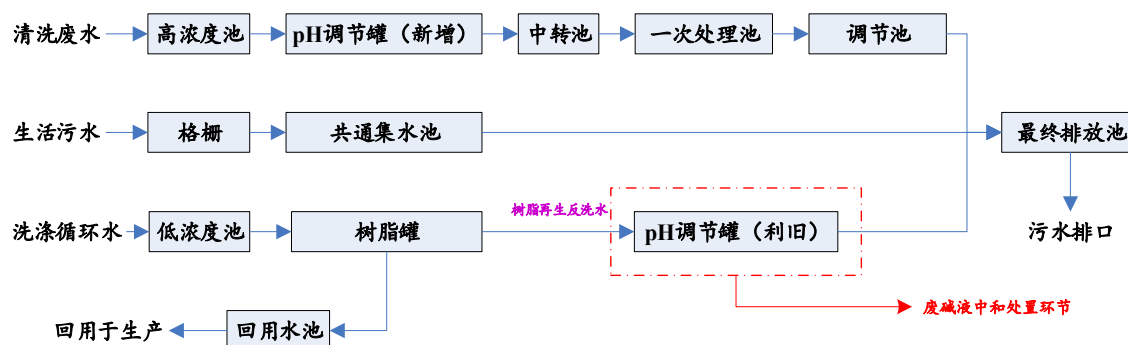 清洗废水
高浓度池
pH调节罐（新增）
中转池
一次处理池
调节池
生活污水
格栅
共通集水池
最终排放池
树脂再生反洗水
洗涤循环水
低浓度池
树脂罐
pH调节罐（利旧）
污水排口
废碱液中和处置环节
回用于生产
回用水池